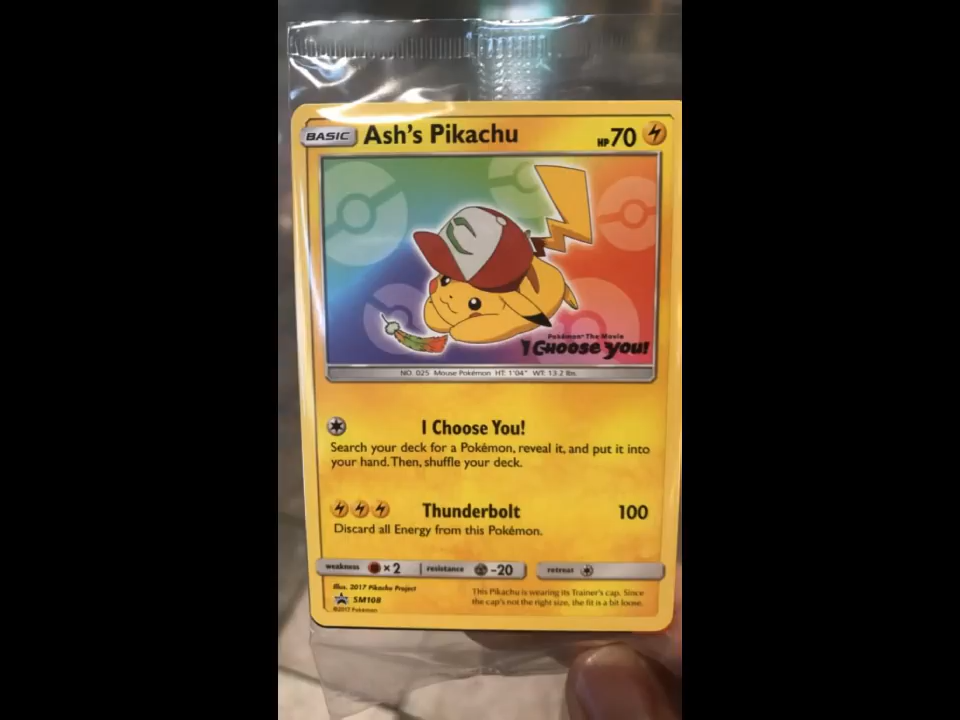 BASIC Ash's Pikachu HP 70
Pokémon The Movie
I Choose You!
NO. 025 Mouse Pokémon HT: 1'04" WT: 13.2 lbs.
I Choose You!
Search your deck for a Pokémon, reveal it, and put it into
your hand. Then, shuffle your deck.
Thunderbolt 100
Discard all Energy from this Pokémon.
weakness ×2 resistance -20 retreat
Illus. 2017 Pikachu Project
SM108
©2017 Pokémon
This Pikachu is wearing its Trainer's cap. Since
the cap's not the right size, the fit is a bit loose.